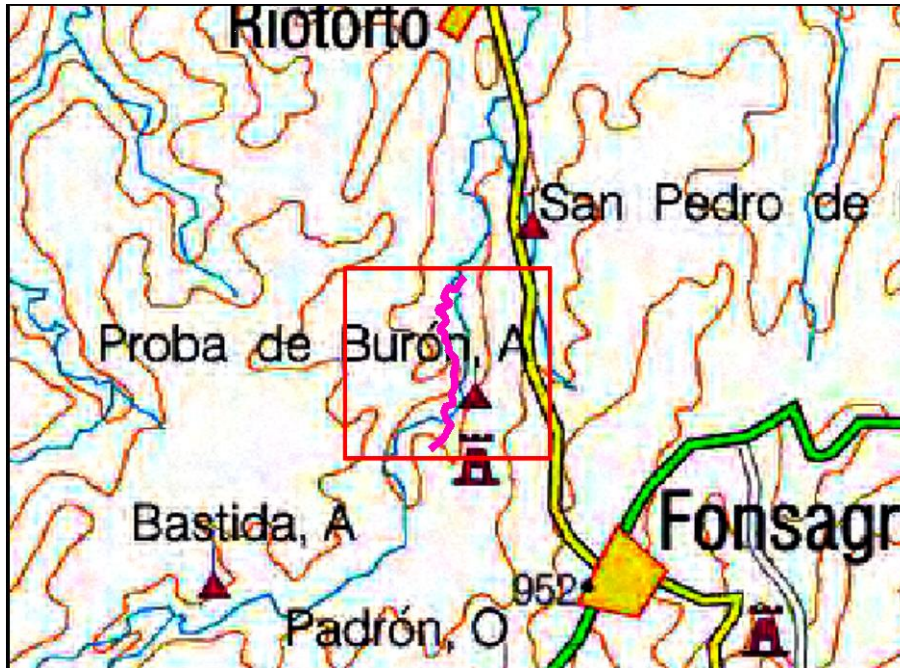 Riotorto
San Pedro de
Proba de Burón, A
Bastida, A
Fonsagr
952
Padrón, O